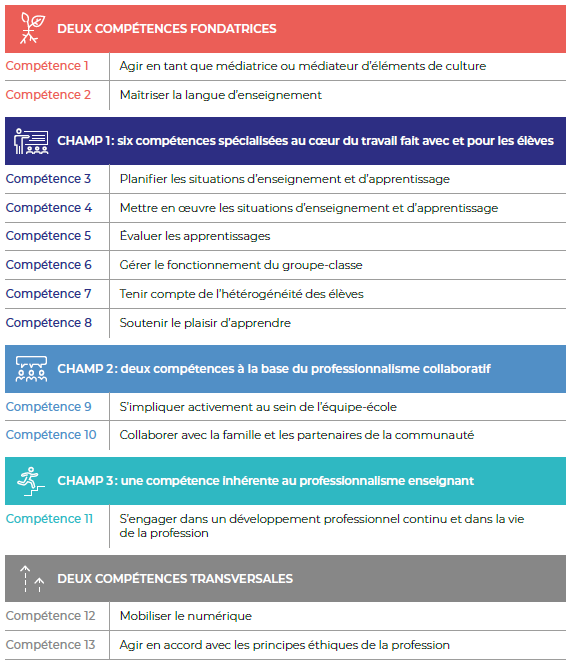 DEUX COMPÉTENCES FONDATRICES
Compétence 1 Agir en tant que médiatrice ou médiateur d'éléments de culture
Compétence 2 Maîtriser la langue d'enseignement
CHAMP 1 : six compétences spécialisées au cœur du travail fait avec et pour les élèves
Compétence 3 Planifier les situations d'enseignement et d'apprentissage
Compétence 4 Mettre en œuvre les situations d'enseignement et d'apprentissage
Compétence 5 Évaluer les apprentissages
Compétence 6 Gérer le fonctionnement du groupe-classe
Compétence 7 Tenir compte de l'hétérogénéité des élèves
Compétence 8 Soutenir le plaisir d'apprendre
CHAMP 2 : deux compétences à la base du professionnalisme collaboratif
Compétence 9 S'impliquer activement au sein de l'équipe-école
Compétence 10 Collaborer avec la famille et les partenaires de la communauté
CHAMP 3 : une compétence inhérente au professionnalisme enseignant
Compétence 11 S'engager dans un développement professionnel continu et dans la vie
de la profession
DEUX COMPÉTENCES TRANSVERSALES
Compétence 12 Mobiliser le numérique
Compétence 13 Agir en accord avec les principes éthiques de la profession